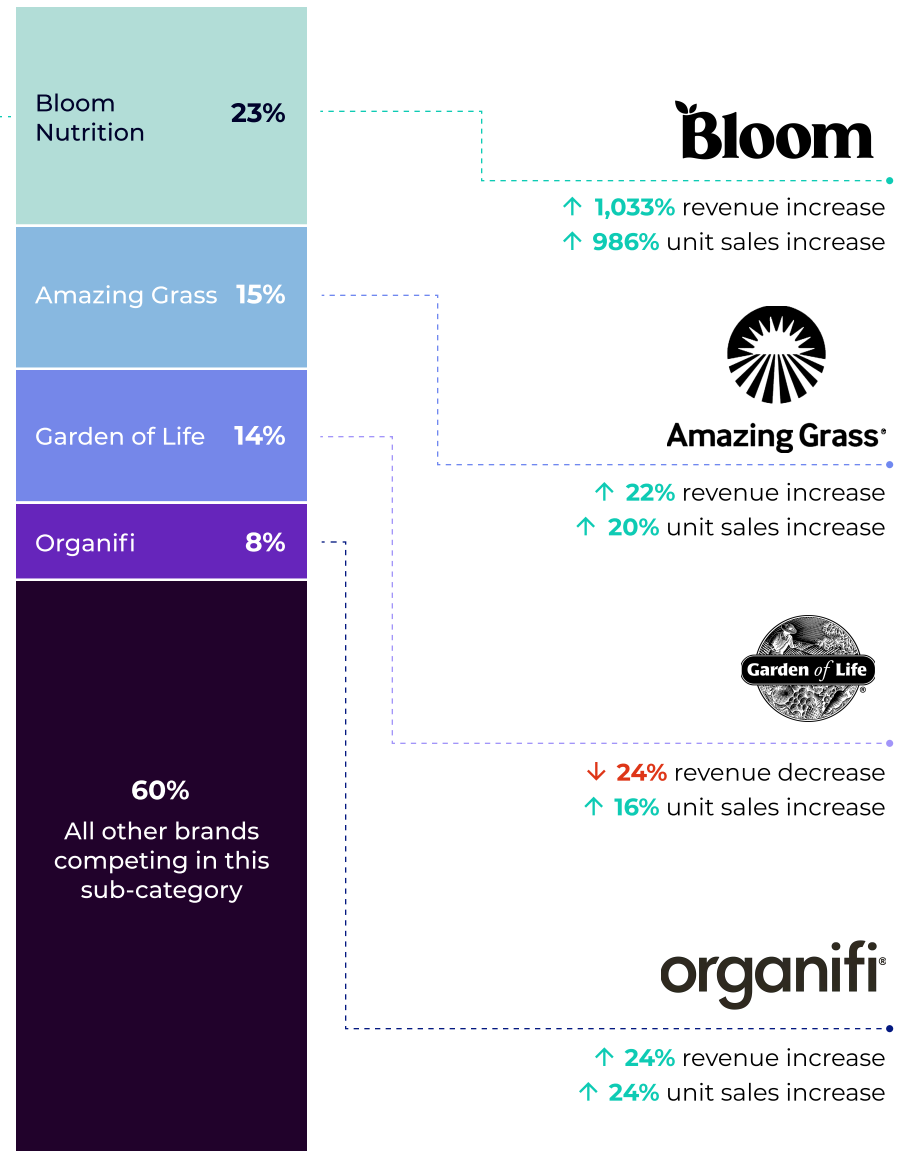 Bloom
Nutrition
23%
Amazing Grass 15%
Garden of Life 14%
Organifi 8%
60%
All other brands
competing in this
sub-category
Bloom
↑ 1,033% revenue increase
↑ 986% unit sales increase
Amazing Grass®
↑ 22% revenue increase
↑ 20% unit sales increase
Garden of Life®
↓ 24% revenue decrease
↑ 16% unit sales increase
organifi®
↑ 24% revenue increase
↑ 24% unit sales increase